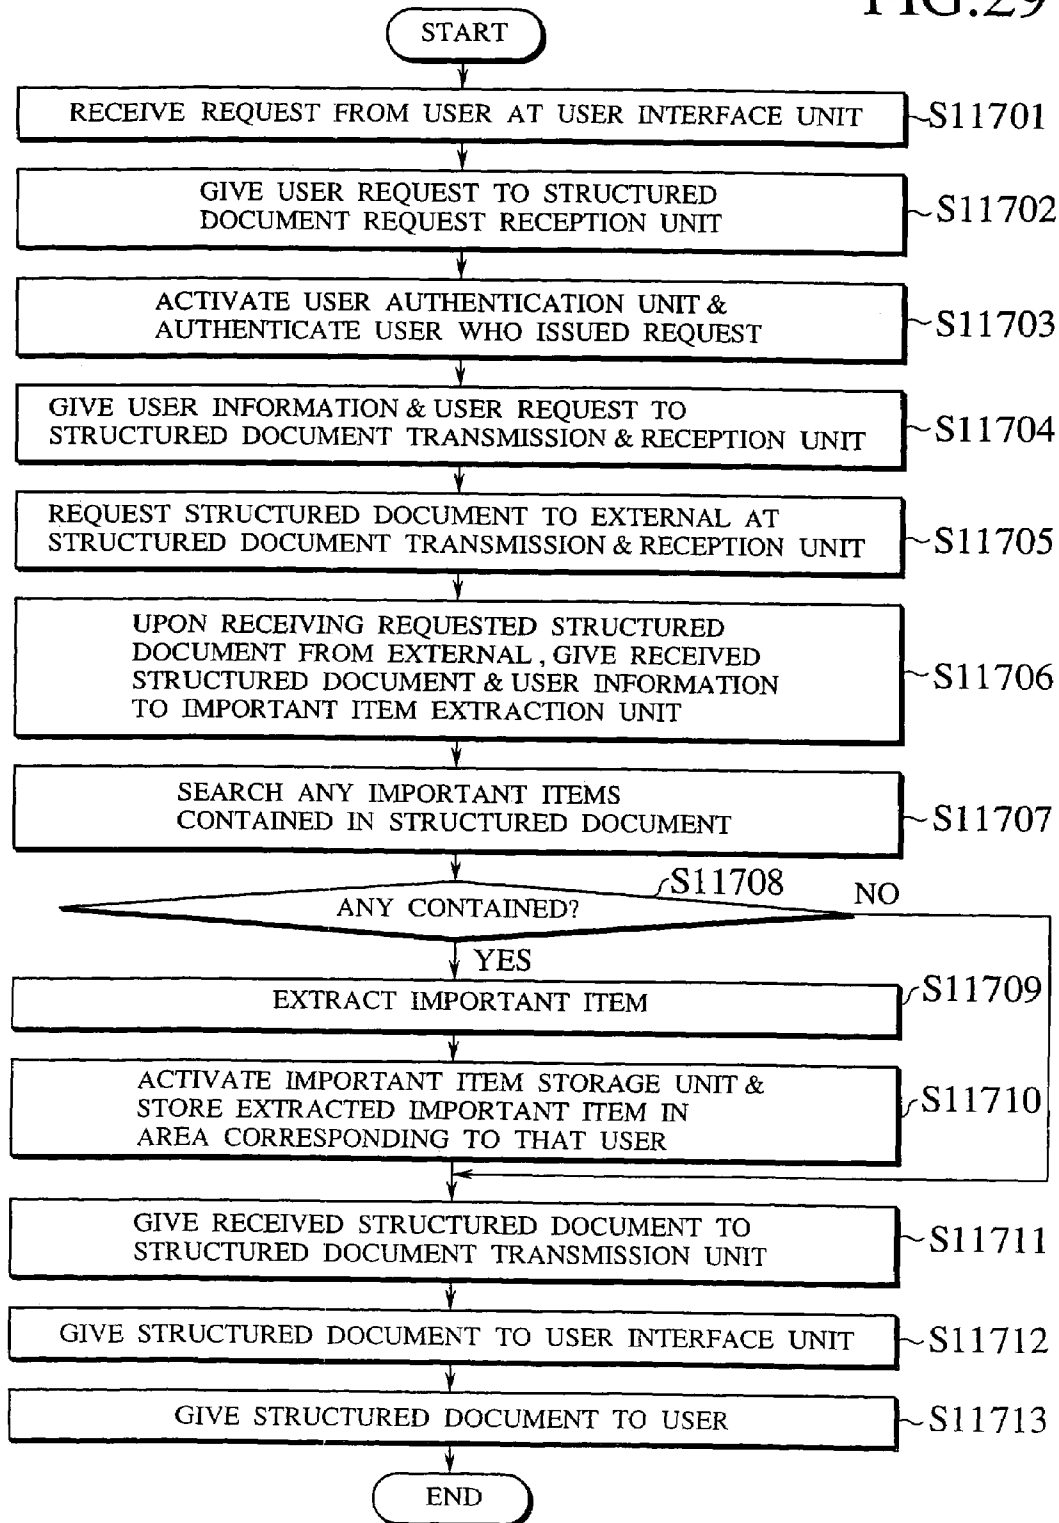 FIG.29
START
RECEIVE REQUEST FROM USER AT USER INTERFACE UNIT
S11701
GIVE USER REQUEST TO STRUCTURED
DOCUMENT REQUEST RECEPTION UNIT
S11702
ACTIVATE USER AUTHENTICATION UNIT &
AUTHENTICATE USER WHO ISSUED REQUEST
S11703
GIVE USER INFORMATION & USER REQUEST TO
STRUCTURED DOCUMENT TRANSMISSION & RECEPTION UNIT
S11704
REQUEST STRUCTURED DOCUMENT TO EXTERNAL AT
STRUCTURED DOCUMENT TRANSMISSION & RECEPTION UNIT
S11705
UPON RECEIVING REQUESTED STRUCTURED
DOCUMENT FROM EXTERNAL, GIVE RECEIVED
STRUCTURED DOCUMENT & USER INFORMATION
TO IMPORTANT ITEM EXTRACTION UNIT
S11706
SEARCH ANY IMPORTANT ITEMS
CONTAINED IN STRUCTURED DOCUMENT
S11707
S11708
ANY CONTAINED?
NO
YES
EXTRACT IMPORTANT ITEM
S11709
ACTIVATE IMPORTANT ITEM STORAGE UNIT &
STORE EXTRACTED IMPORTANT ITEM IN
AREA CORRESPONDING TO THAT USER
S11710
GIVE RECEIVED STRUCTURED DOCUMENT TO
STRUCTURED DOCUMENT TRANSMISSION UNIT
S11711
GIVE STRUCTURED DOCUMENT TO USER INTERFACE UNIT
S11712
GIVE STRUCTURED DOCUMENT TO USER
S11713
END